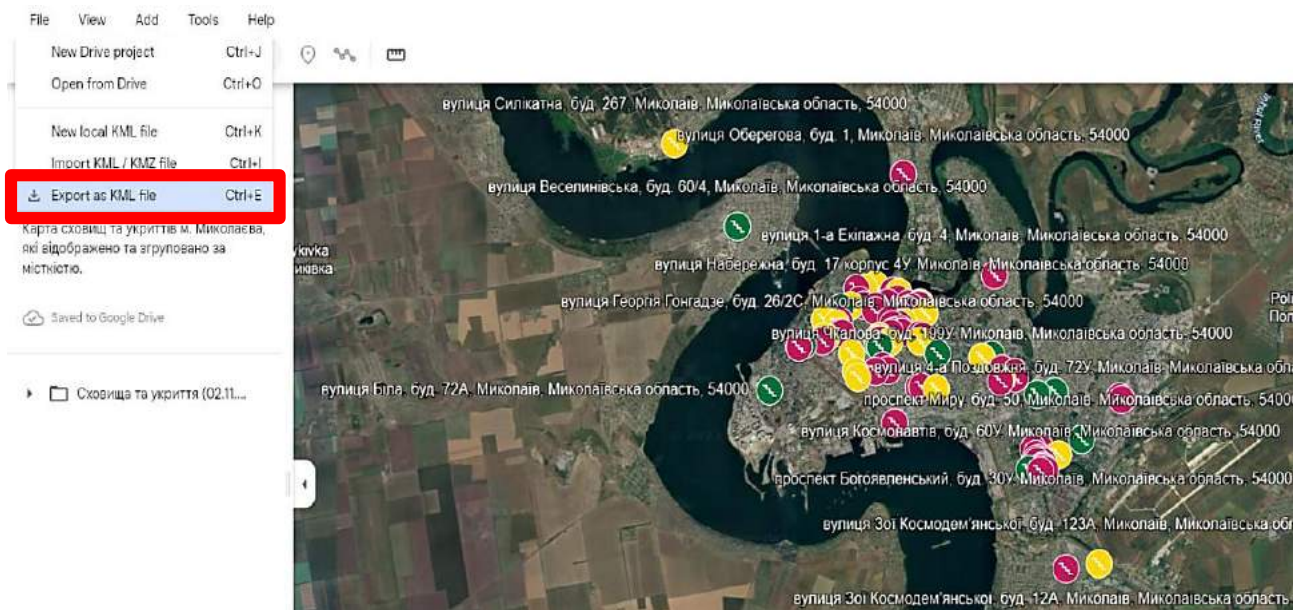 File View Add Tools Help
New Drive project Ctrl+J
Open from Drive Ctrl+O
New local KML file Ctrl+K
Import KML / KMZ file Ctrl+I
Export as KML file Ctrl+E
Карта сховищ та укриттів м. Миколаєва,
які відображено та згруповано за
місткістю.
Saved to Google Drive
Сховища та укриття (02.11....
вулиця Силікатна, буд. 267, Миколаїв, Миколаївська область, 54000
вулиця Оберегова, буд. 1, Миколаїв, Миколаївська область, 54000
вулиця Веселинівська, буд. 60/4, Миколаїв, Миколаївська область, 54000
вулиця 1-а Екіпажна, буд. 4, Миколаїв, Миколаївська область, 54000
вулиця Набережна, буд. 17 корпус 4У, Миколаїв, Миколаївська область, 54000
вулиця Георгія Гонгадзе, буд. 26/2С, Миколаїв, Миколаївська область, 54000
вулиця Чкалова, буд. 199У, Миколаїв, Миколаївська область, 54000
вулиця 4-а Поздовжня, буд. 72У, Миколаїв, Миколаївська обл
вулиця Біла, буд. 72А, Миколаїв, Миколаївська область, 54000
проспект Миру, буд. 50, Миколаїв, Миколаївська область, 5400
вулиця Космонавтів, буд. 60У, Миколаїв, Миколаївська область, 54000
проспект Богоявленський, буд. 30У, Миколаїв, Миколаївська область, 54000
вулиця Зої Космодем'янської, буд. 123А, Миколаїв, Миколаївська обл
вулиця Зої Космодем'янської, буд. 12А, Миколаїв, Миколаївська область